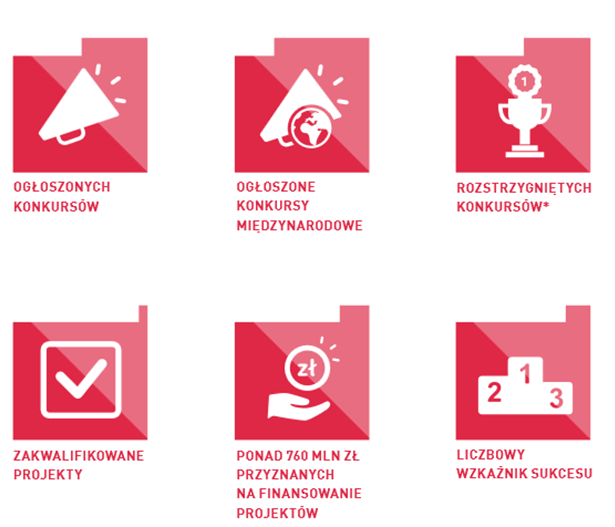 1
OGŁOSZONYCH
KONKURSÓW
OGŁOSZONE
KONKURSY
MIĘDZYNARODOWE
ROZSTRZYGNIĘTYCH
KONKURSÓW*
zł
1
2
3
ZAKWALIFIKOWANE
PROJEKTY
PONAD 760 MLN ZŁ
PRZYZNANYCH
NA FINANSOWANIE
PROJEKTÓW
LICZBOWY
WZKAŹNIK SUKCESU